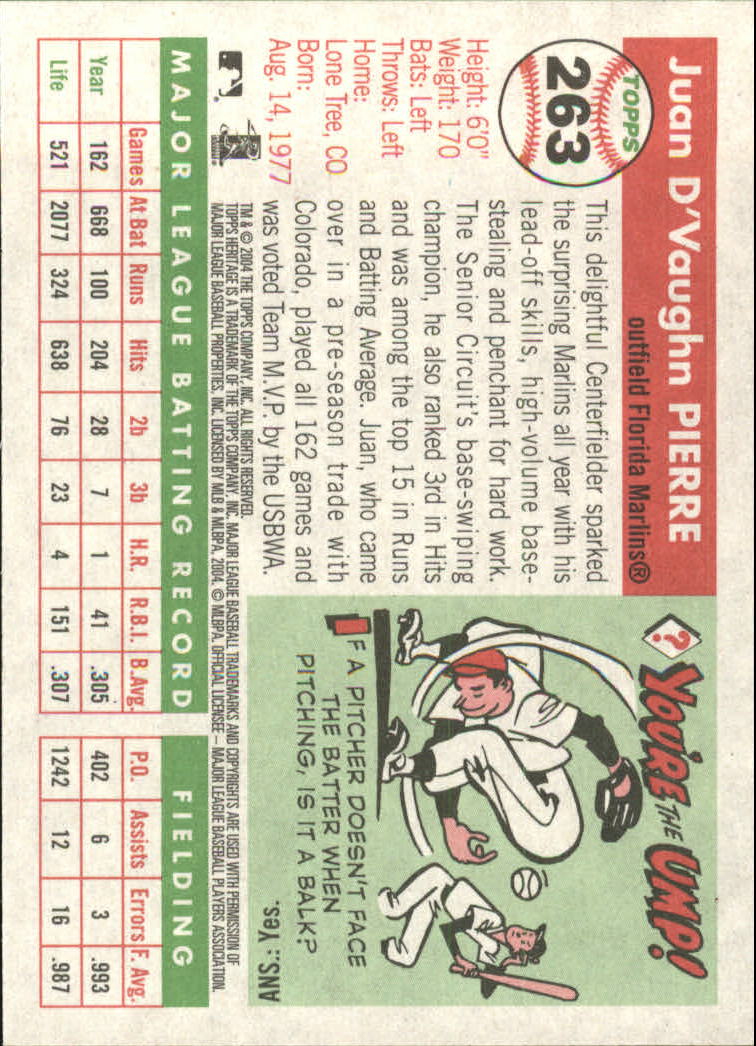 TOPPS
263
Juan D'Vaughn PIERRE
outfield Florida Marlins®
Height: 6'0"
Weight: 170
Bats: Left
Throws: Left
Home:
Lone Tree, CO
Born:
Aug. 14, 1977
This delightful Centerfielder sparked
the surprising Marlins all year with his
lead-off skills, high-volume base-
stealing and penchant for hard work.
The Senior Circuit's base-swiping
champion, he also ranked 3rd in Hits
and was among the top 15 in Runs
and Batting Average. Juan, who came
over in a pre-season trade with
Colorado, played all 162 games and
was voted Team M.V.P. by the USBWA.
? YOU'RE THE UMP!
IF A PITCHER DOESN'T FACE
THE BATTER WHEN
PITCHING, IS IT A BALK?
ANS.: Yes.
TM & © 2004 THE TOPPS COMPANY, INC. ALL RIGHTS RESERVED.
TOPPS HERITAGE IS A TRADEMARK OF THE TOPPS COMPANY, INC. MAJOR LEAGUE BASEBALL TRADEMARKS AND COPYRIGHTS ARE USED WITH PERMISSION OF
MAJOR LEAGUE BASEBALL PROPERTIES, INC. LICENSED BY MLB & MLBPA, 2004. © MLBPA. OFFICIAL LICENSEE – MAJOR LEAGUE BASEBALL PLAYERS ASSOCIATION.
MAJOR LEAGUE BATTING RECORD FIELDING
Games At Bat Runs Hits 2b 3b H.R. R.B.I. B.Avg. P.O. Assists Errors F. Avg.
Year 162 668 100 204 28 7 1 41 .305 402 6 3 .993
Life 521 2077 324 638 76 23 4 151 .307 1242 12 16 .987